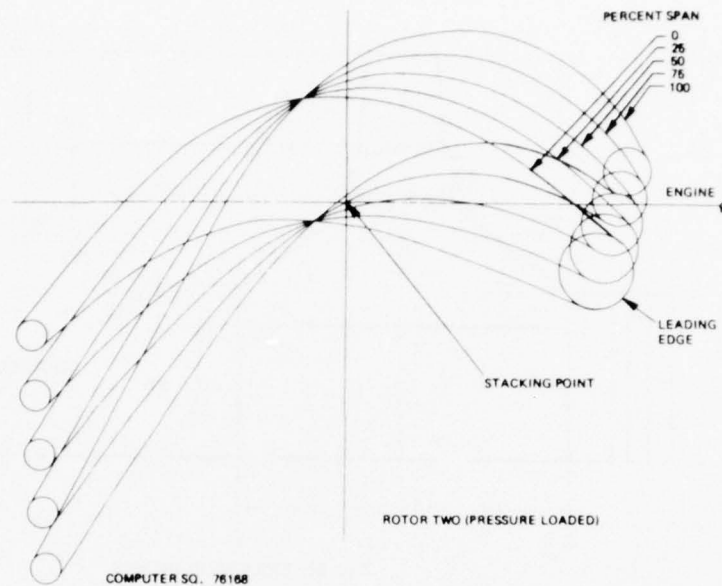 PERCENT SPAN
0
25
50
75
100
ENGINE
LEADING
EDGE
STACKING POINT
ROTOR TWO (PRESSURE LOADED)
COMPUTER SQ. 76168